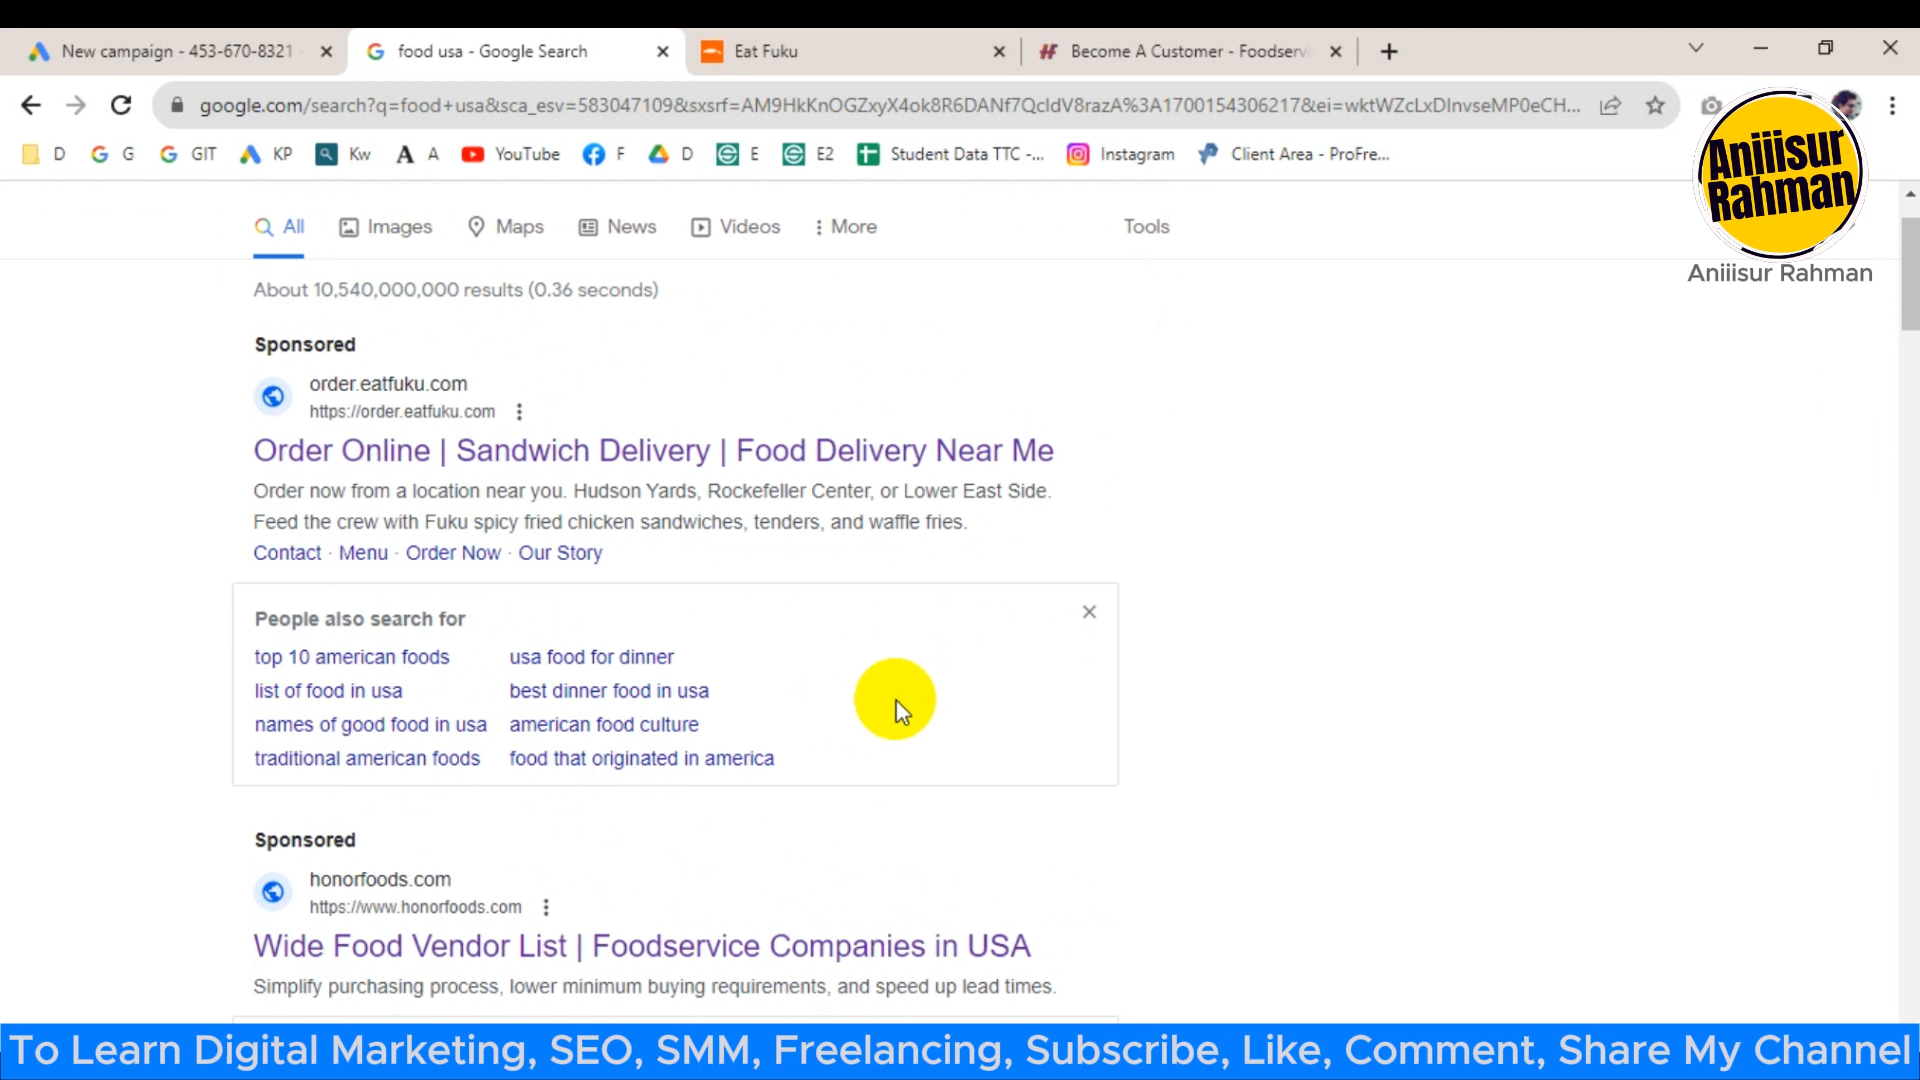 New campaign - 453-670-8321
food usa - Google Search
Eat Fuku
Become A Customer - Foodservi
google.com/search?q=food+usa&sca_esv=583047109&sxsrf=AM9HkKnOGZxyX4ok8R6DANf7QcIdV8razA%3A1700154306217&ei=wktWZcLxDInvseMP0eCH...
D G GIT KP Kw A YouTube F D E E2 Student Data TTC -... Instagram Client Area - ProFre...
Aniiisur
Rahman
Aniiisur Rahman
All Images Maps News Videos More Tools
About 10,540,000,000 results (0.36 seconds)
Sponsored
order.eatfuku.com
https://order.eatfuku.com
Order Online | Sandwich Delivery | Food Delivery Near Me
Order now from a location near you. Hudson Yards, Rockefeller Center, or Lower East Side.
Feed the crew with Fuku spicy fried chicken sandwiches, tenders, and waffle fries.
Contact · Menu · Order Now · Our Story
People also search for
top 10 american foods usa food for dinner
list of food in usa best dinner food in usa
names of good food in usa american food culture
traditional american foods food that originated in america
Sponsored
honorfoods.com
https://www.honorfoods.com
Wide Food Vendor List | Foodservice Companies in USA
Simplify purchasing process, lower minimum buying requirements, and speed up lead times.
To Learn Digital Marketing, SEO, SMM, Freelancing, Subscribe, Like, Comment, Share My Channel